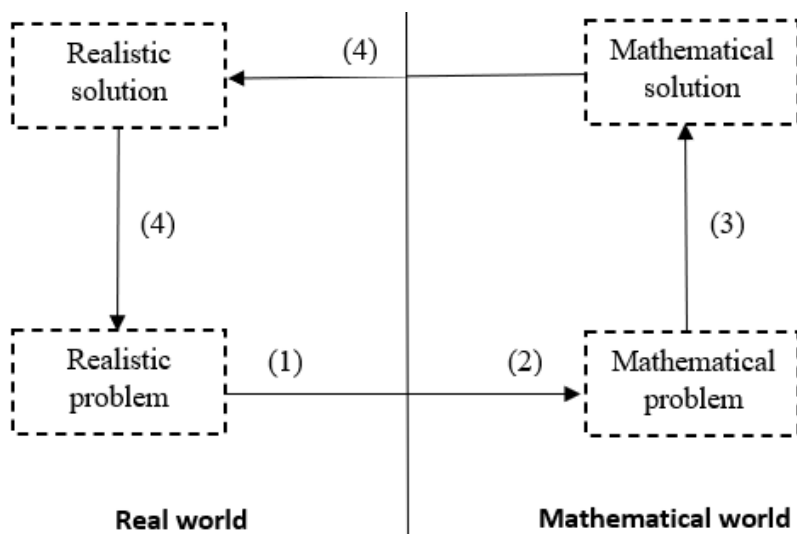 Realistic
solution
(4)
Mathematical
solution
(4)
(3)
Realistic
problem
(1)
(2)
Mathematical
problem
Real world
Mathematical world